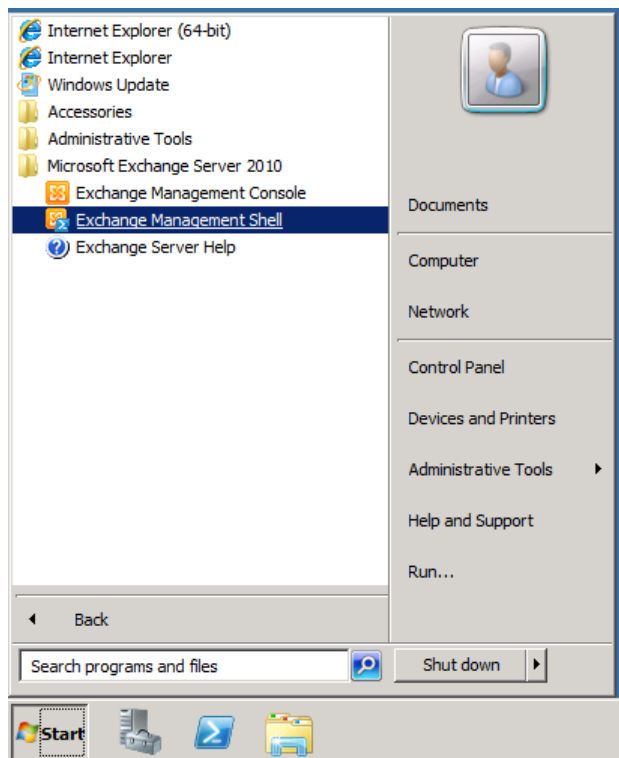 Internet Explorer (64-bit)
Internet Explorer
Windows Update
Accessories
Administrative Tools
Microsoft Exchange Server 2010
Exchange Management Console
Exchange Management Shell
Exchange Server Help
Back
Search programs and files
Documents
Computer
Network
Control Panel
Devices and Printers
Administrative Tools
Help and Support
Run...
Shut down
Start